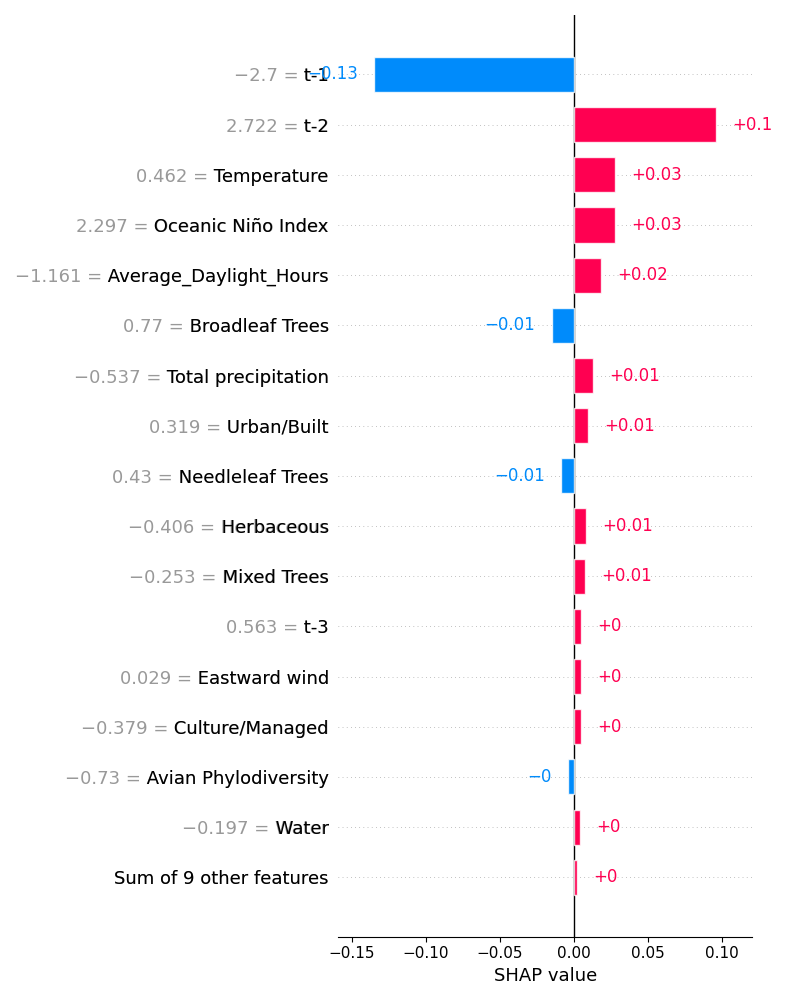 −2.7 = t-1 −0.13
2.722 = t-2 +0.1
0.462 = Temperature +0.03
2.297 = Oceanic Niño Index +0.03
−1.161 = Average_Daylight_Hours +0.02
0.77 = Broadleaf Trees −0.01
−0.537 = Total precipitation +0.01
0.319 = Urban/Built +0.01
0.43 = Needleleaf Trees −0.01
−0.406 = Herbaceous +0.01
−0.253 = Mixed Trees +0.01
0.563 = t-3 +0
0.029 = Eastward wind +0
−0.379 = Culture/Managed +0
−0.73 = Avian Phylodiversity −0
−0.197 = Water +0
Sum of 9 other features +0
−0.15 −0.10 −0.05 0.00 0.05 0.10
SHAP value